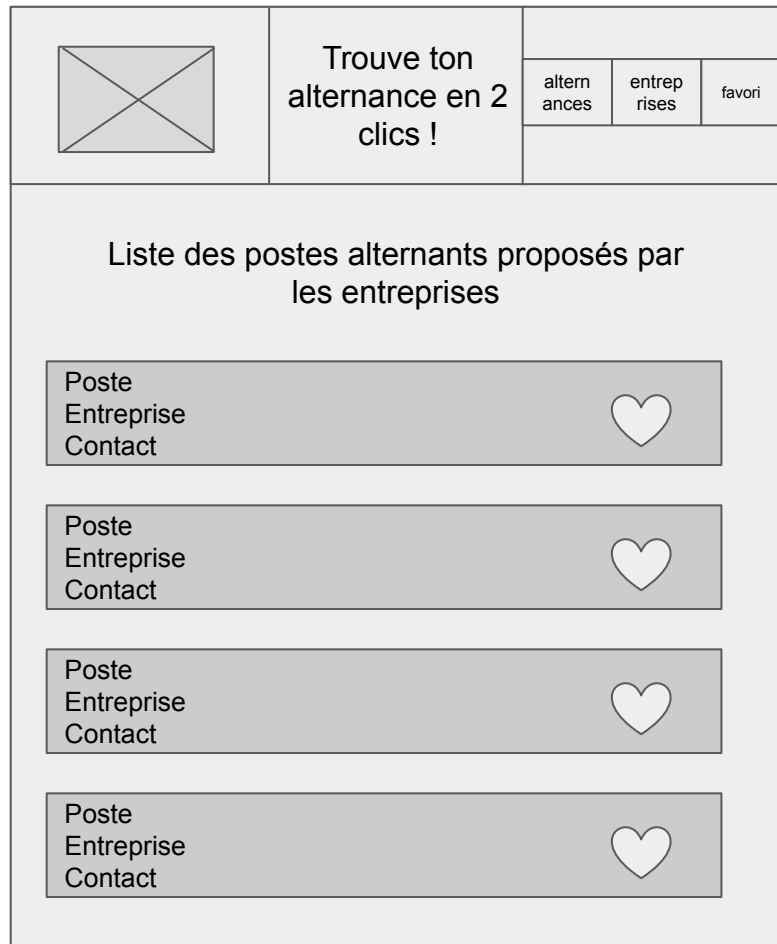 Trouve ton
alternance en 2
clics !
altern
ances
entrep
rises
favori
Liste des postes alternants proposés par
les entreprises
Poste
Entreprise
Contact
Poste
Entreprise
Contact
Poste
Entreprise
Contact
Poste
Entreprise
Contact